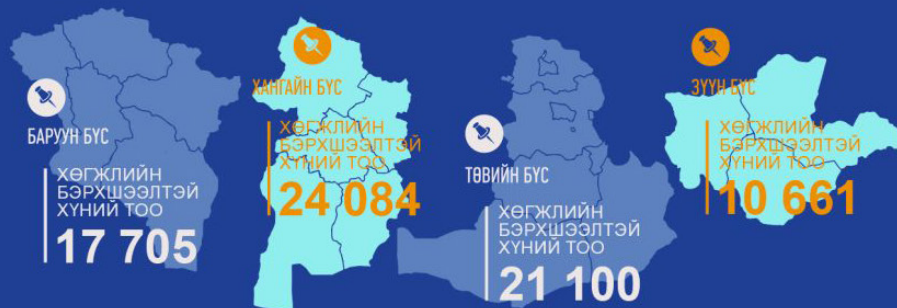 БАРУУН БҮС
ХӨГЖЛИЙН
БЭРХШЭЭЛТЭЙ
ХҮНИЙ ТОО
17 705
ХАНГАЙН БҮС
ХӨГЖЛИЙН
БЭРХШЭЭЛТЭЙ
ХҮНИЙ ТОО
24 084
ТӨВИЙН БҮС
ХӨГЖЛИЙН
БЭРХШЭЭЛТЭЙ
ХҮНИЙ ТОО
21 100
ЗҮҮН БҮС
ХӨГЖЛИЙН
БЭРХШЭЭЛТЭЙ
ХҮНИЙ ТОО
10 661